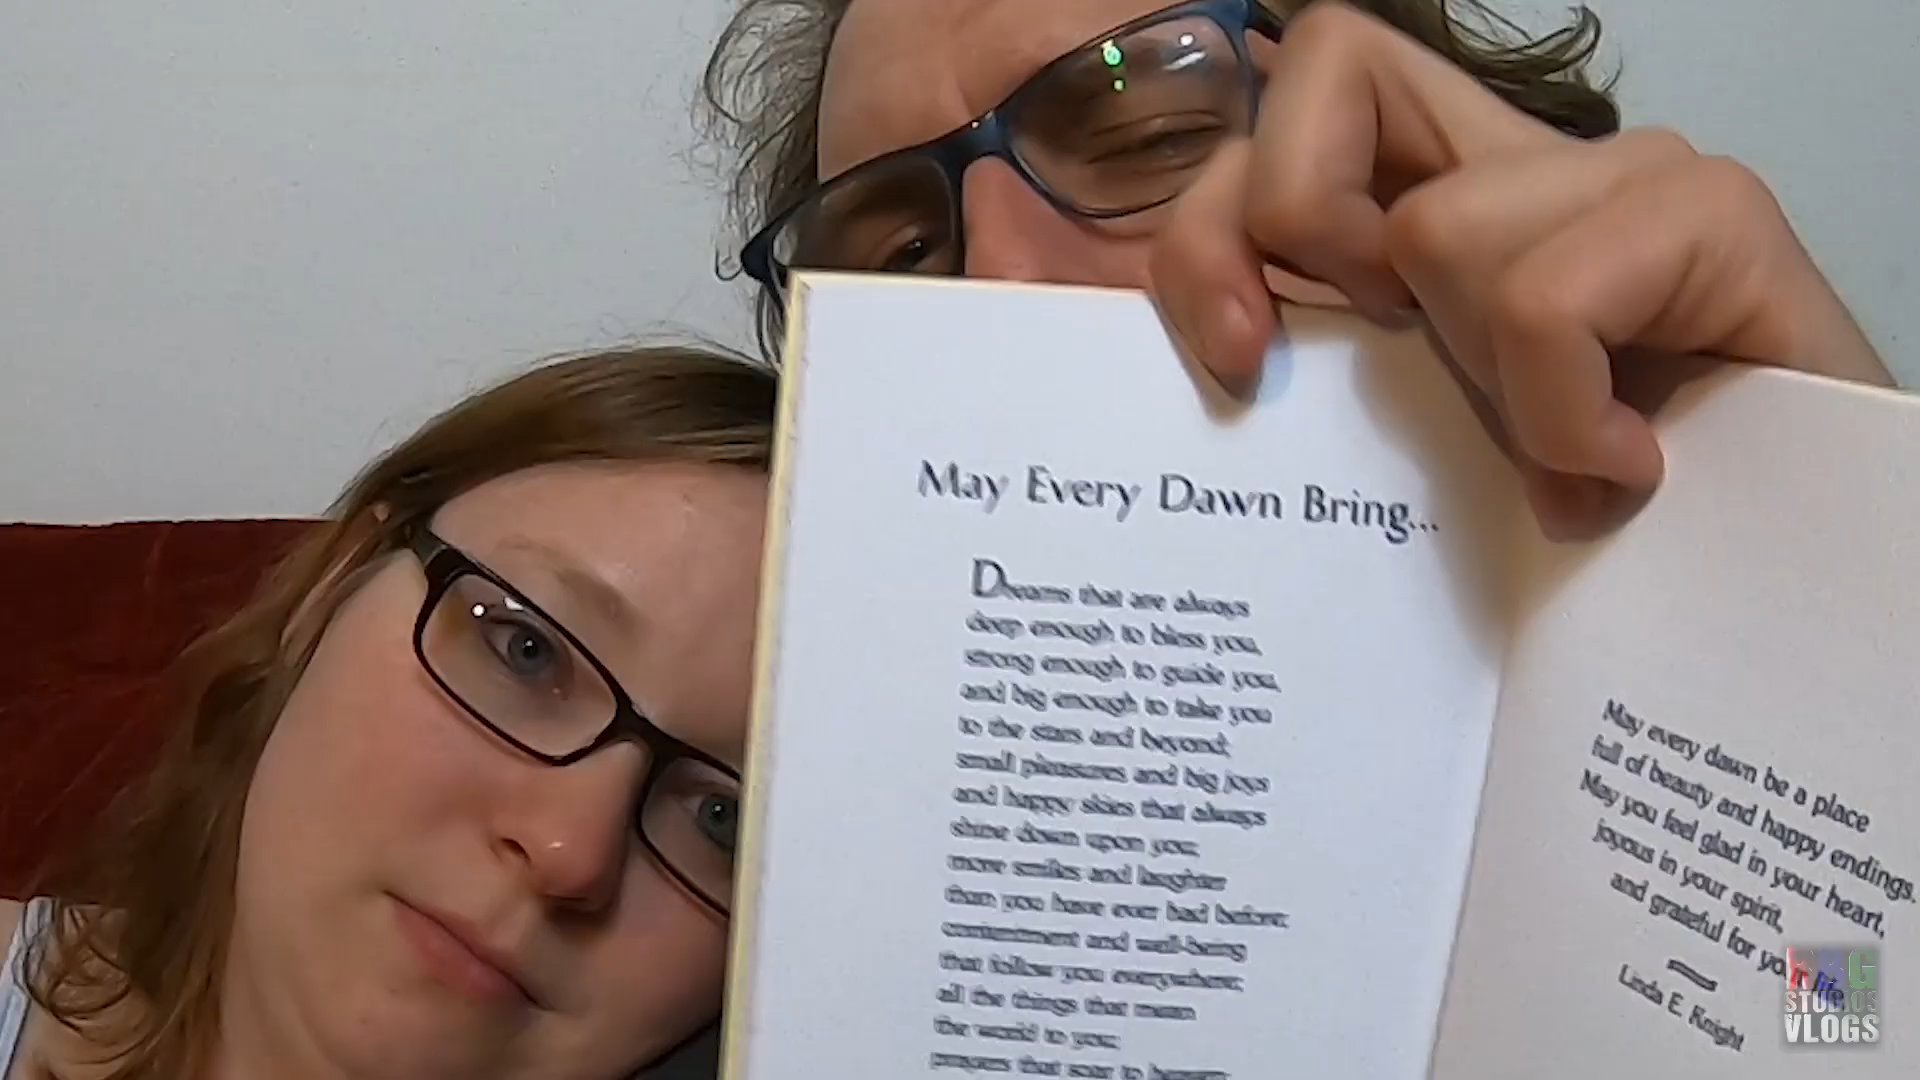 May Every Dawn Bring...
Dreams that are always
deep enough to bless you,
strong enough to guide you,
and big enough to take you
to the stars and beyond;
small pleasures and big joys
and happy skies that always
shine down upon you;
more smiles and laughter
than you have ever had before;
contentment and well-being
that follow you everywhere;
all the things that mean
the world to you;
prayers that soar to heaven
May every dawn be a place
full of beauty and happy endings.
May you feel glad in your heart,
joyous in your spirit,
and grateful for
Linda E. Knight
STUDIOS
VLOGS